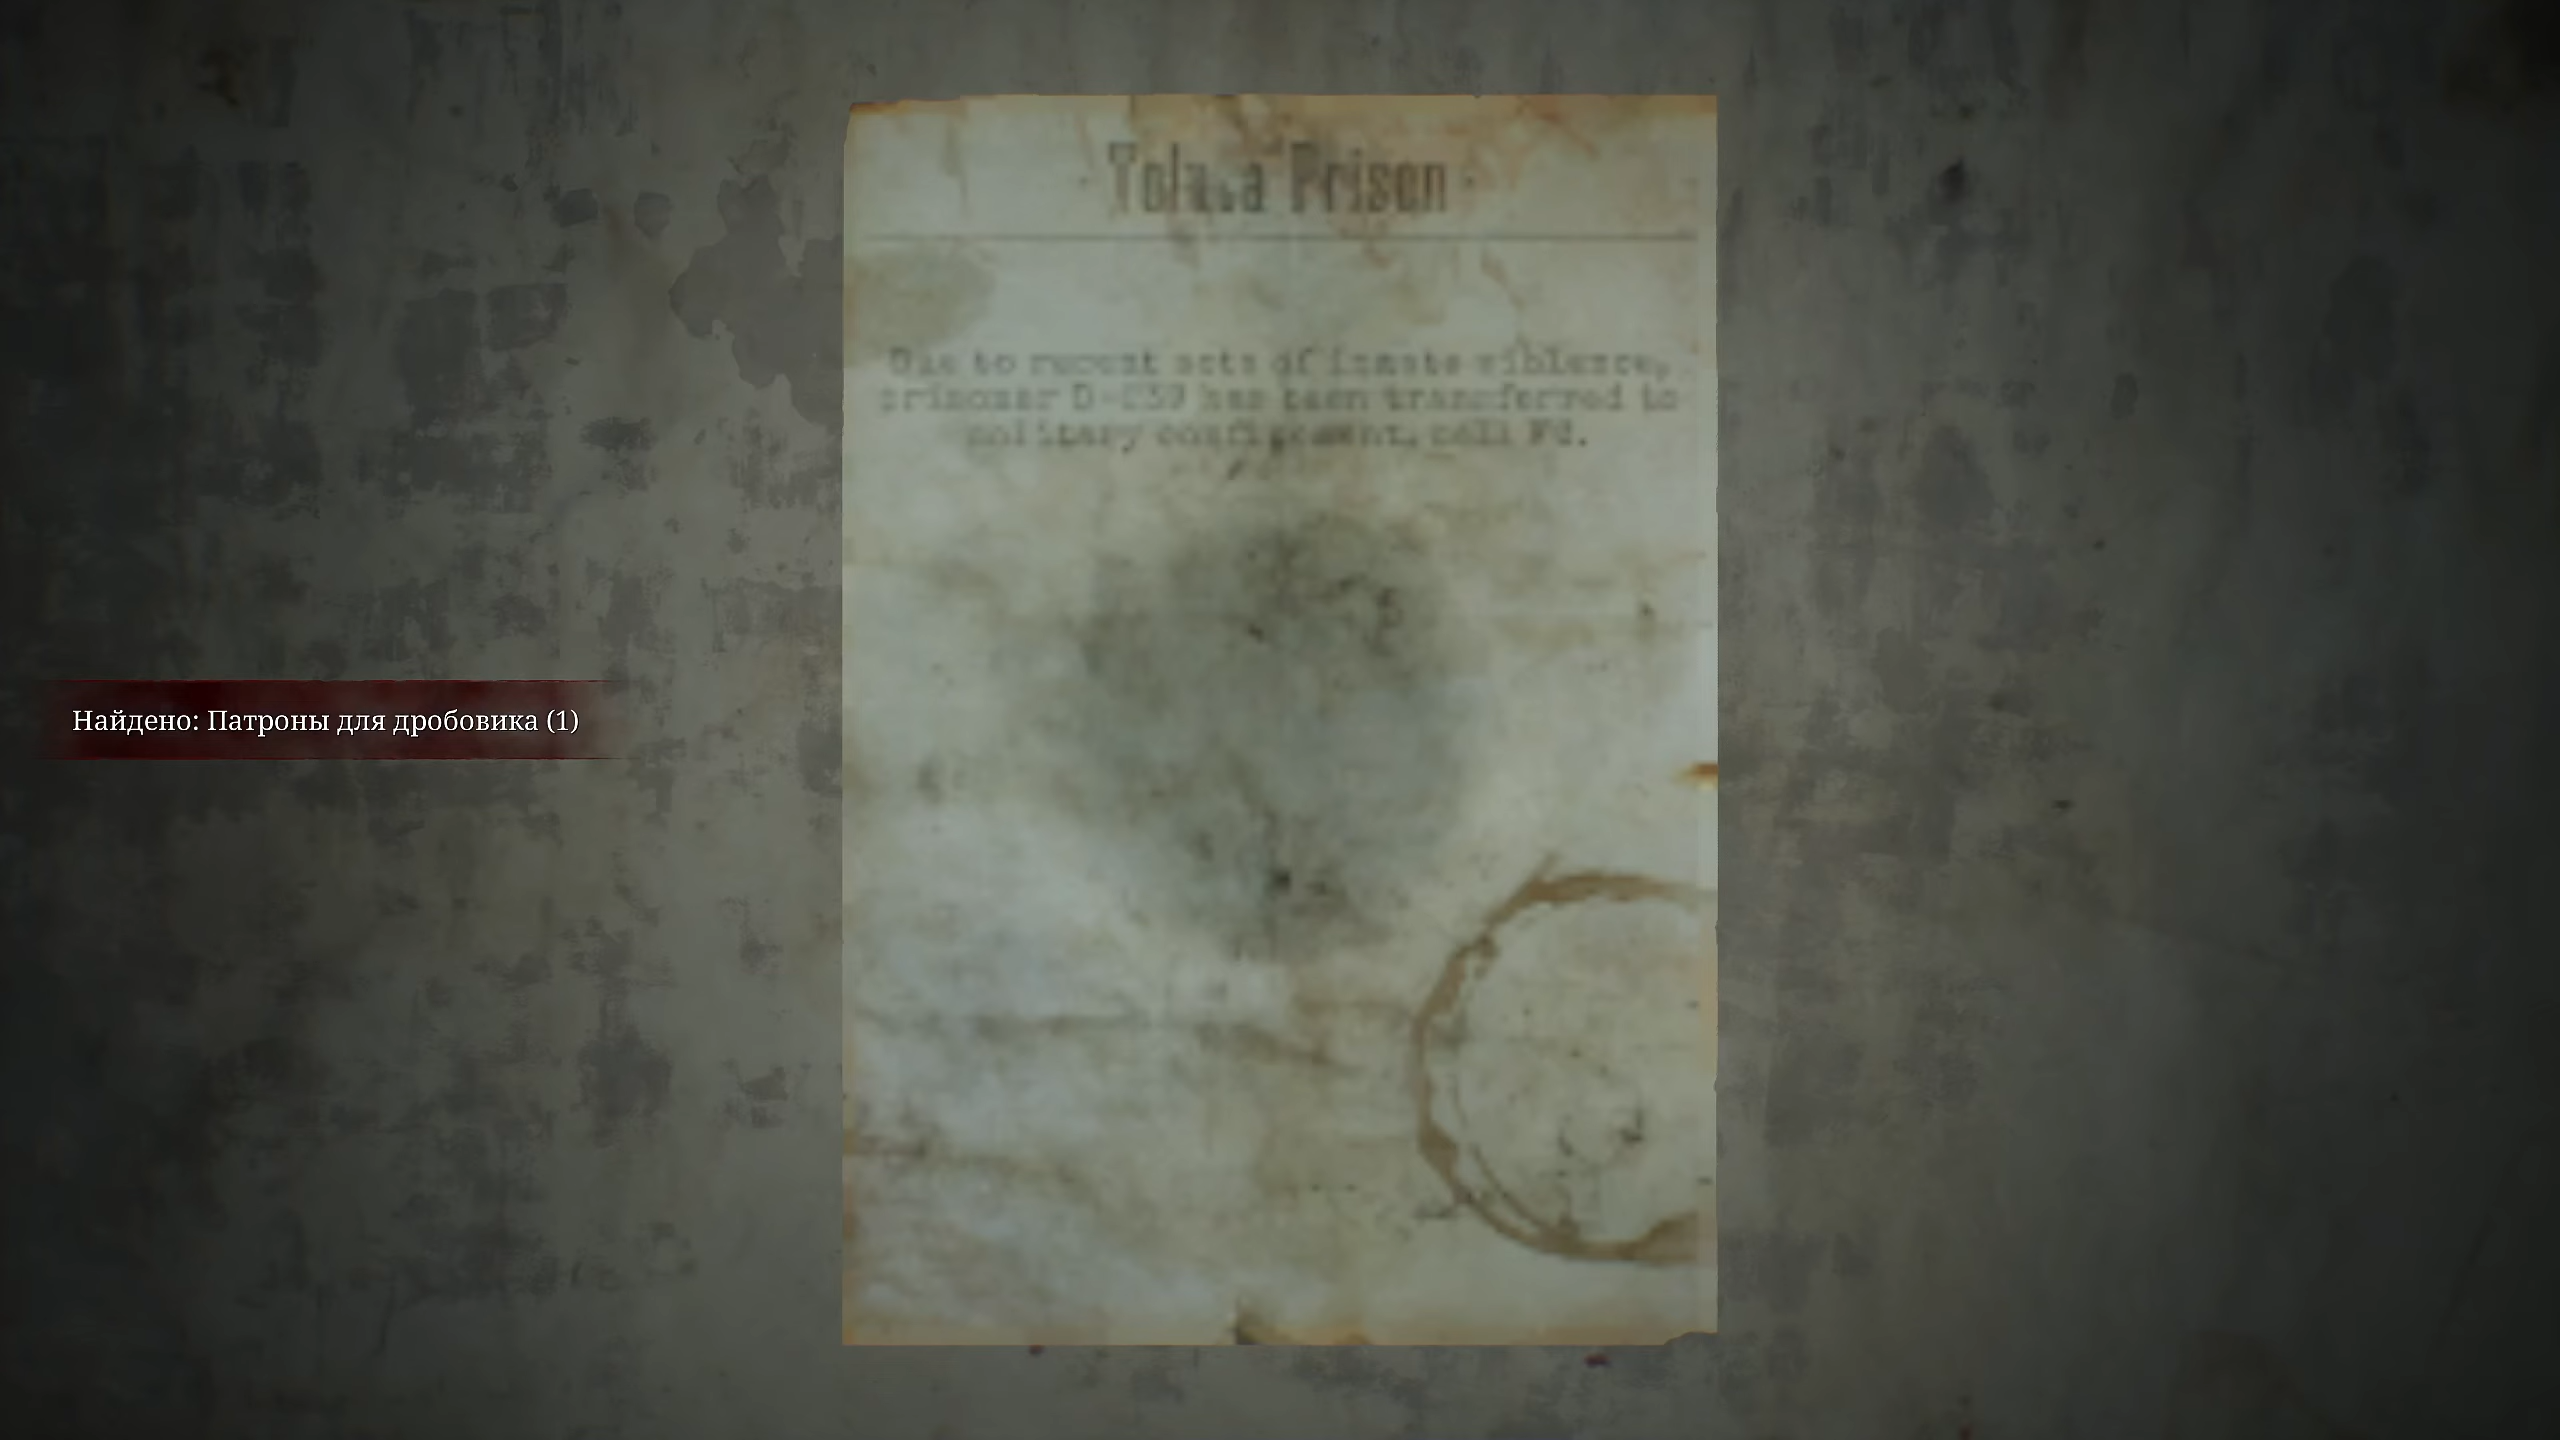 Prison
Due to recent acts of inmate violence,
prisoner has been transferred to
solitary confinement, cell
Найдено: Патроны для дробовика (1)